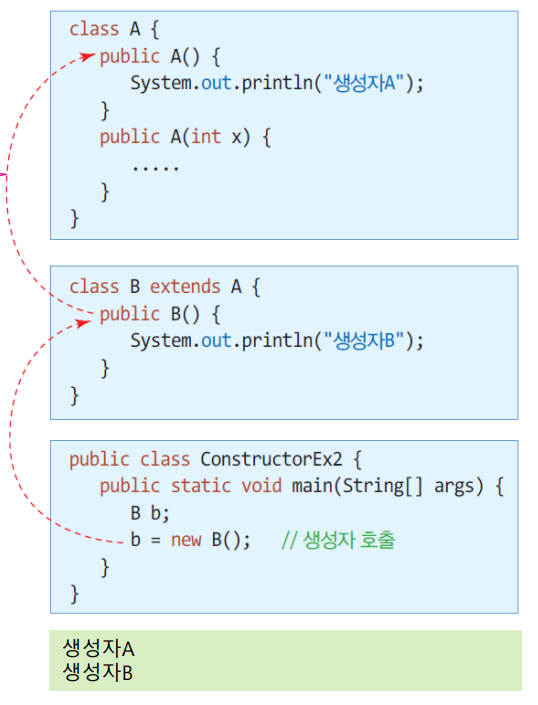 class A {
public A() {
System.out.println("생성자A");
}
public A(int x) {
.....
}
}
class B extends A {
public B() {
System.out.println("생성자B");
}
}
public class ConstructorEx2 {
public static void main(String[] args) {
B b;
b = new B(); // 생성자 호출
}
}
생성자A
생성자B